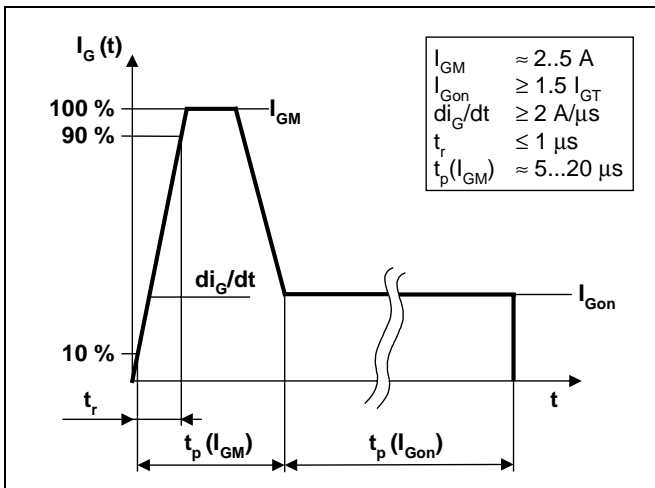 I_G (t)
100 %
90 %
10 %
I_GM
di_G/dt
I_Gon
t
t_r
t_p (I_GM)
t_p (I_Gon)
I_GM ≈ 2..5 A
I_Gon ≥ 1.5 I_GT
di_G/dt ≥ 2 A/μs
t_r ≤ 1 μs
t_p(I_GM) ≈ 5...20 μs